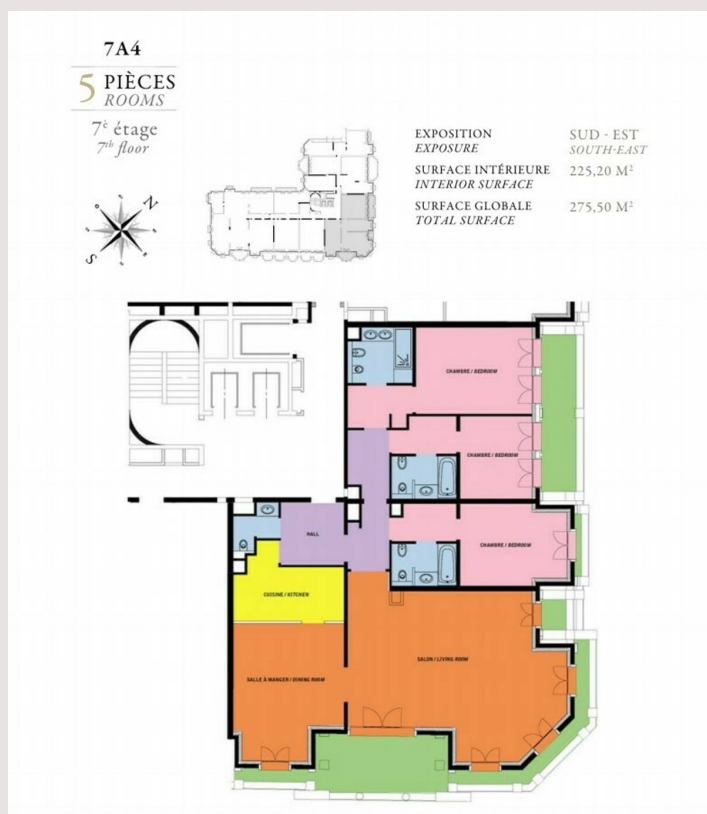 7A4
5 PIÈCES
ROOMS
7è étage
7th floor
N
S
EXPOSITION SUD - EST
EXPOSURE SOUTH-EAST
SURFACE INTÉRIEURE 225,20 M²
INTERIOR SURFACE
SURFACE GLOBALE 275,50 M²
TOTAL SURFACE
CHAMBRE / BEDROOM
CHAMBRE / BEDROOM
HALL
CHAMBRE / BEDROOM
CUISINE / KITCHEN
SALON / LIVING ROOM
SALLE À MANGER / DINING ROOM